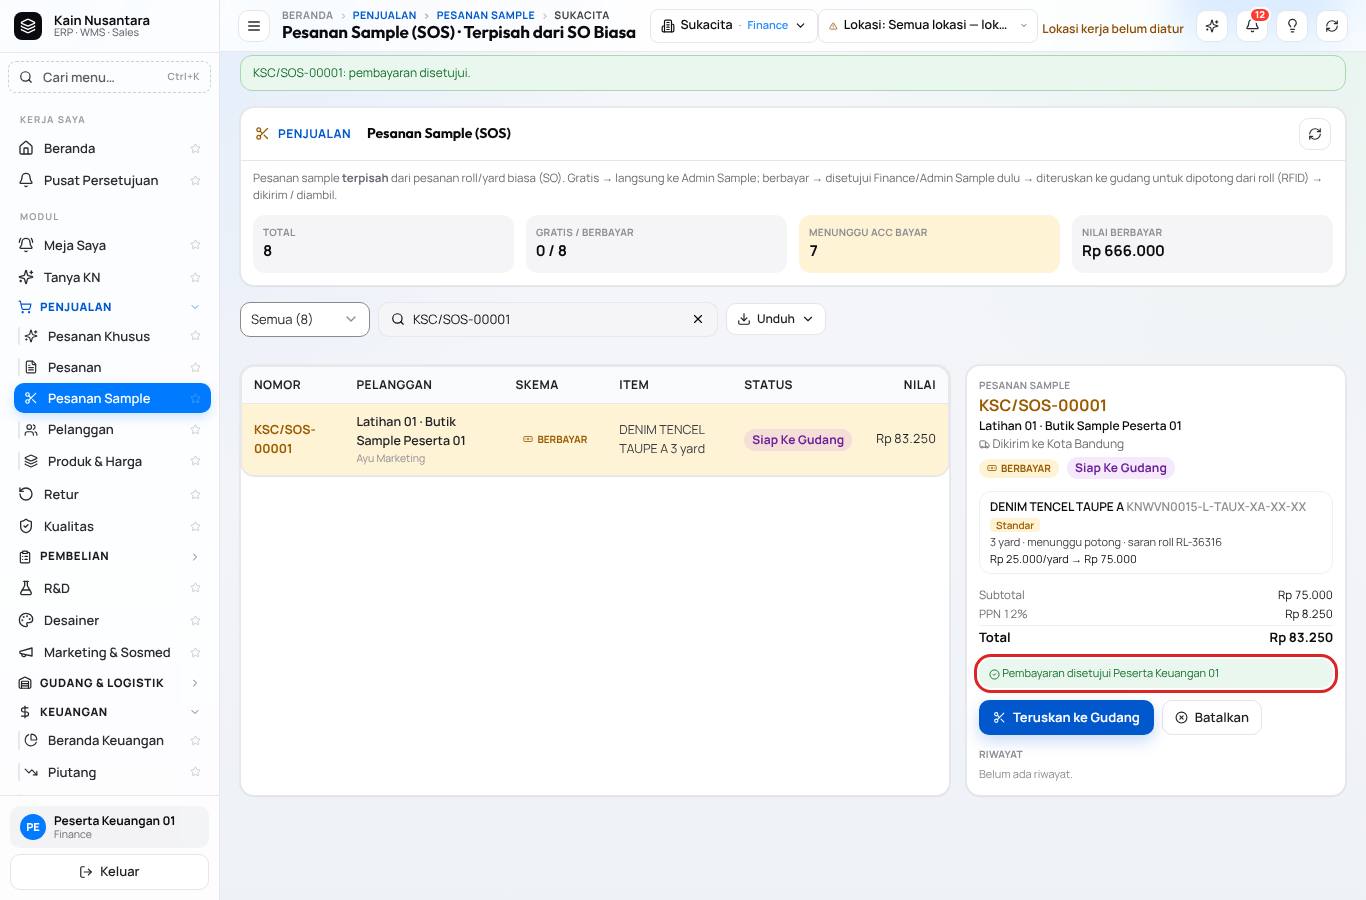 Kain Nusantara
ERP · WMS · Sales
Cari menu... Ctrl+K
KERJA SAYA
Beranda
Pusat Persetujuan
MODUL
Meja Saya
Tanya KN
PENJUALAN
Pesanan Khusus
Pesanan
Pesanan Sample
Pelanggan
Produk & Harga
Retur
Kualitas
PEMBELIAN
R&D
Desainer
Marketing & Sosmed
GUDANG & LOGISTIK
KEUANGAN
Beranda Keuangan
Piutang
PE
Peserta Keuangan 01
Finance
Keluar
BERANDA › PENJUALAN › PESANAN SAMPLE › SUKACITA
Pesanan Sample (SOS) · Terpisah dari SO Biasa
Sukacita · Finance
Lokasi: Semua lokasi — lok...
Lokasi kerja belum diatur
12
KSC/SOS-00001: pembayaran disetujui.
PENJUALAN Pesanan Sample (SOS)
Pesanan sample terpisah dari pesanan roll/yard biasa (SO). Gratis → langsung ke Admin Sample; berbayar → disetujui Finance/Admin Sample dulu → diteruskan ke gudang untuk dipotong dari roll (RFID) →
dikirim / diambil.
TOTAL
8
GRATIS / BERBAYAR
0 / 8
MENUNGGU ACC BAYAR
7
NILAI BERBAYAR
Rp 666.000
Semua (8)
KSC/SOS-00001
Unduh
NOMOR PELANGGAN SKEMA ITEM STATUS NILAI
KSC/SOS-
00001
Latihan 01 · Butik
Sample Peserta 01
Ayu Marketing
BERBAYAR
DENIM TENCEL
TAUPE A 3 yard
Siap Ke Gudang
Rp 83.250
PESANAN SAMPLE
KSC/SOS-00001
Latihan 01 · Butik Sample Peserta 01
Dikirim ke Kota Bandung
BERBAYAR Siap Ke Gudang
DENIM TENCEL TAUPE A KNWVN0015-L-TAUX-XA-XX-XX
Standar
3 yard · menunggu potong · saran roll RL-36316
Rp 25.000/yard → Rp 75.000
Subtotal Rp 75.000
PPN 12% Rp 8.250
Total Rp 83.250
Pembayaran disetujui Peserta Keuangan 01
Teruskan ke Gudang
Batalkan
RIWAYAT
Belum ada riwayat.